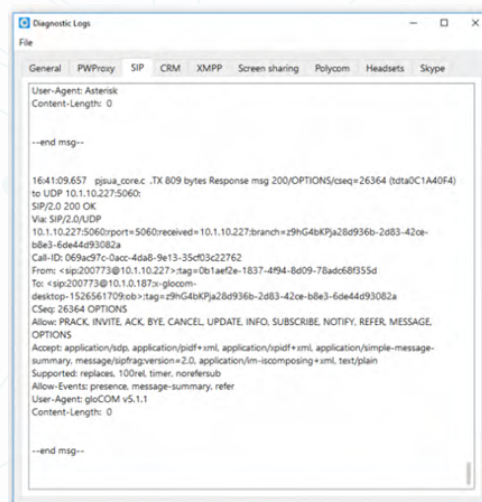 Diagnostic Logs
File
General PWProxy SIP CRM XMPP Screen sharing Polycom Headsets Skype
User-Agent: Asterisk
Content-Length: 0
--end msg--
16:41:09.657 pjsua_core.c .TX 809 bytes Response msg 200/OPTIONS/cseq=26364 (tdta0C1A40F4)
to UDP 10.1.10.227:5060:
SIP/2.0 200 OK
Via: SIP/2.0/UDP
10.1.10.227:5060;rport=5060;received=10.1.10.227;branch=z9hG4bKPja28d936b-2d83-42ce-
b8e3-6de44d93082a
Call-ID: 069ac97c-0acc-4da8-9e13-35cf03c22762
From: <sip:200773@10.1.10.227>;tag=0b1aef2e-1837-4f94-8d09-78adc68f355d
To: <sip:200773@10.1.0.187;x-glocom-
desktop-1526561709;ob>;tag=z9hG4bKPja28d936b-2d83-42ce-b8e3-6de44d93082a
CSeq: 26364 OPTIONS
Allow: PRACK, INVITE, ACK, BYE, CANCEL, UPDATE, INFO, SUBSCRIBE, NOTIFY, REFER, MESSAGE,
OPTIONS
Accept: application/sdp, application/pidf+xml, application/xpidf+xml, application/simple-message-
summary, message/sipfrag;version=2.0, application/im-iscomposing+xml, text/plain
Supported: replaces, 100rel, timer, norefersub
Allow-Events: presence, message-summary, refer
User-Agent: gloCOM v5.1.1
Content-Length: 0
--end msg--